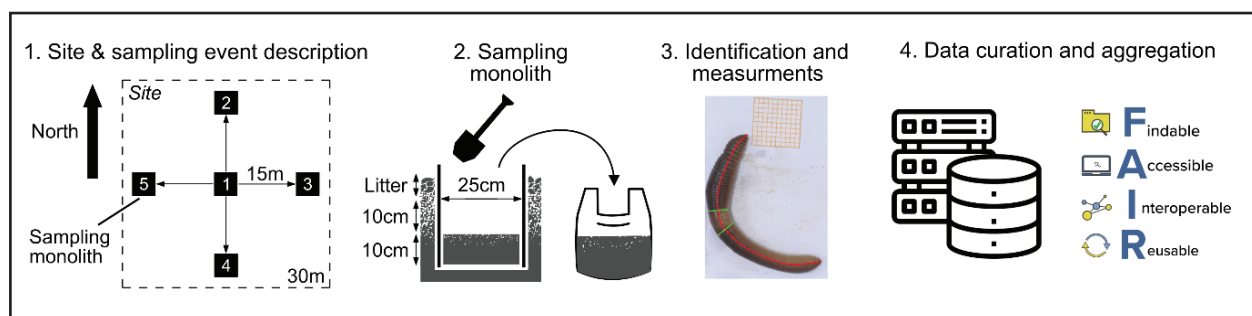 1. Site & sampling event description
Site
North
2
5
1
15m
3
4
Sampling
monolith
30m
2. Sampling
monolith
Litter
25cm
10cm
10cm
3. Identification and
measurments
4. Data curation and aggregation
Findable
Accessible
Interoperable
Reusable